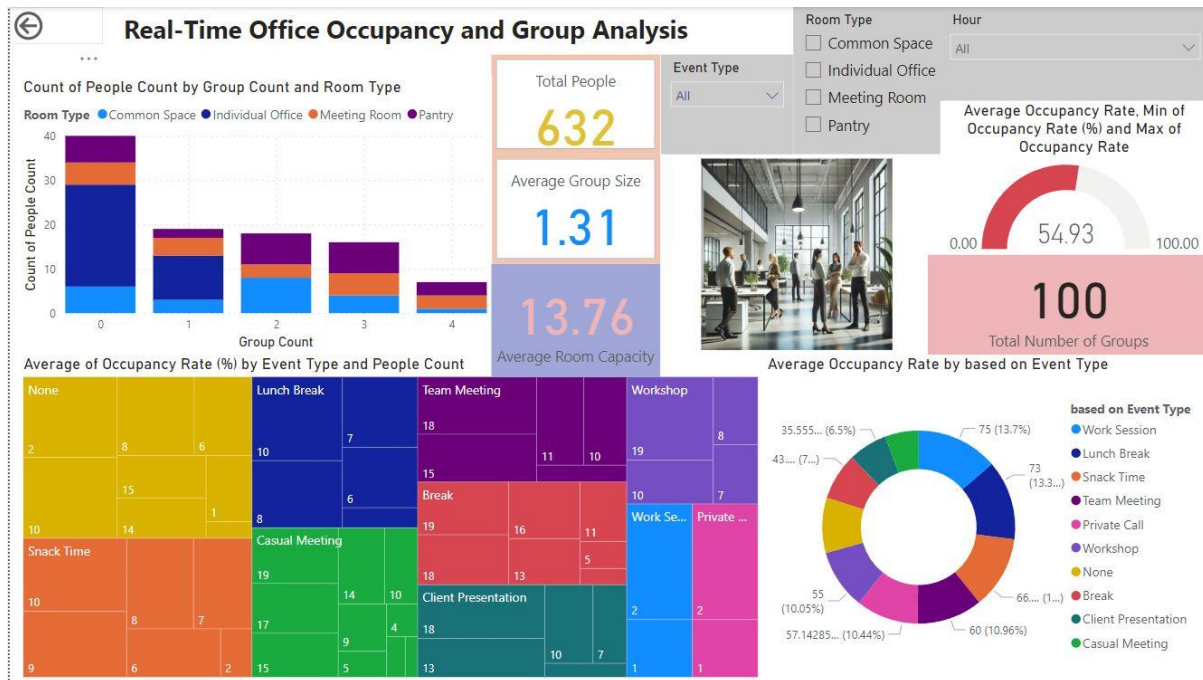 Real-Time Office Occupancy and Group Analysis
Room Type
Common Space
Individual Office
Meeting Room
Pantry
Hour
All
Event Type
All
Total People
632
Average Group Size
1.31
13.76
Average Room Capacity
Count of People Count by Group Count and Room Type
Room Type Common Space Individual Office Meeting Room Pantry
Count of People Count
40
30
20
10
0
0 1 2 3 4
Group Count
Average Occupancy Rate, Min of
Occupancy Rate (%) and Max of
Occupancy Rate
54.93
0.00
100.00
100
Total Number of Groups
Average of Occupancy Rate (%) by Event Type and People Count
None
2
10
8
6
15
14
1
Snack Time
10
9
8
7
6
2
Lunch Break
10
8
7
6
Casual Meeting
19
17
15
14
10
9
5
4
Team Meeting
18
15
11
10
Break
19
18
16
13
11
5
Client Presentation
18
13
10
7
Workshop
19
10
8
7
Work Se...
2
1
Private ...
2
1
Average Occupancy Rate by based on Event Type
75 (13.7%)
73
(13.3...)
66.... (1...)
60 (10.96%)
57.14285... (10.44%)
55
(10.05%)
43.... (7...)
35.555... (6.5%)
based on Event Type
Work Session
Lunch Break
Snack Time
Team Meeting
Private Call
Workshop
None
Break
Client Presentation
Casual Meeting